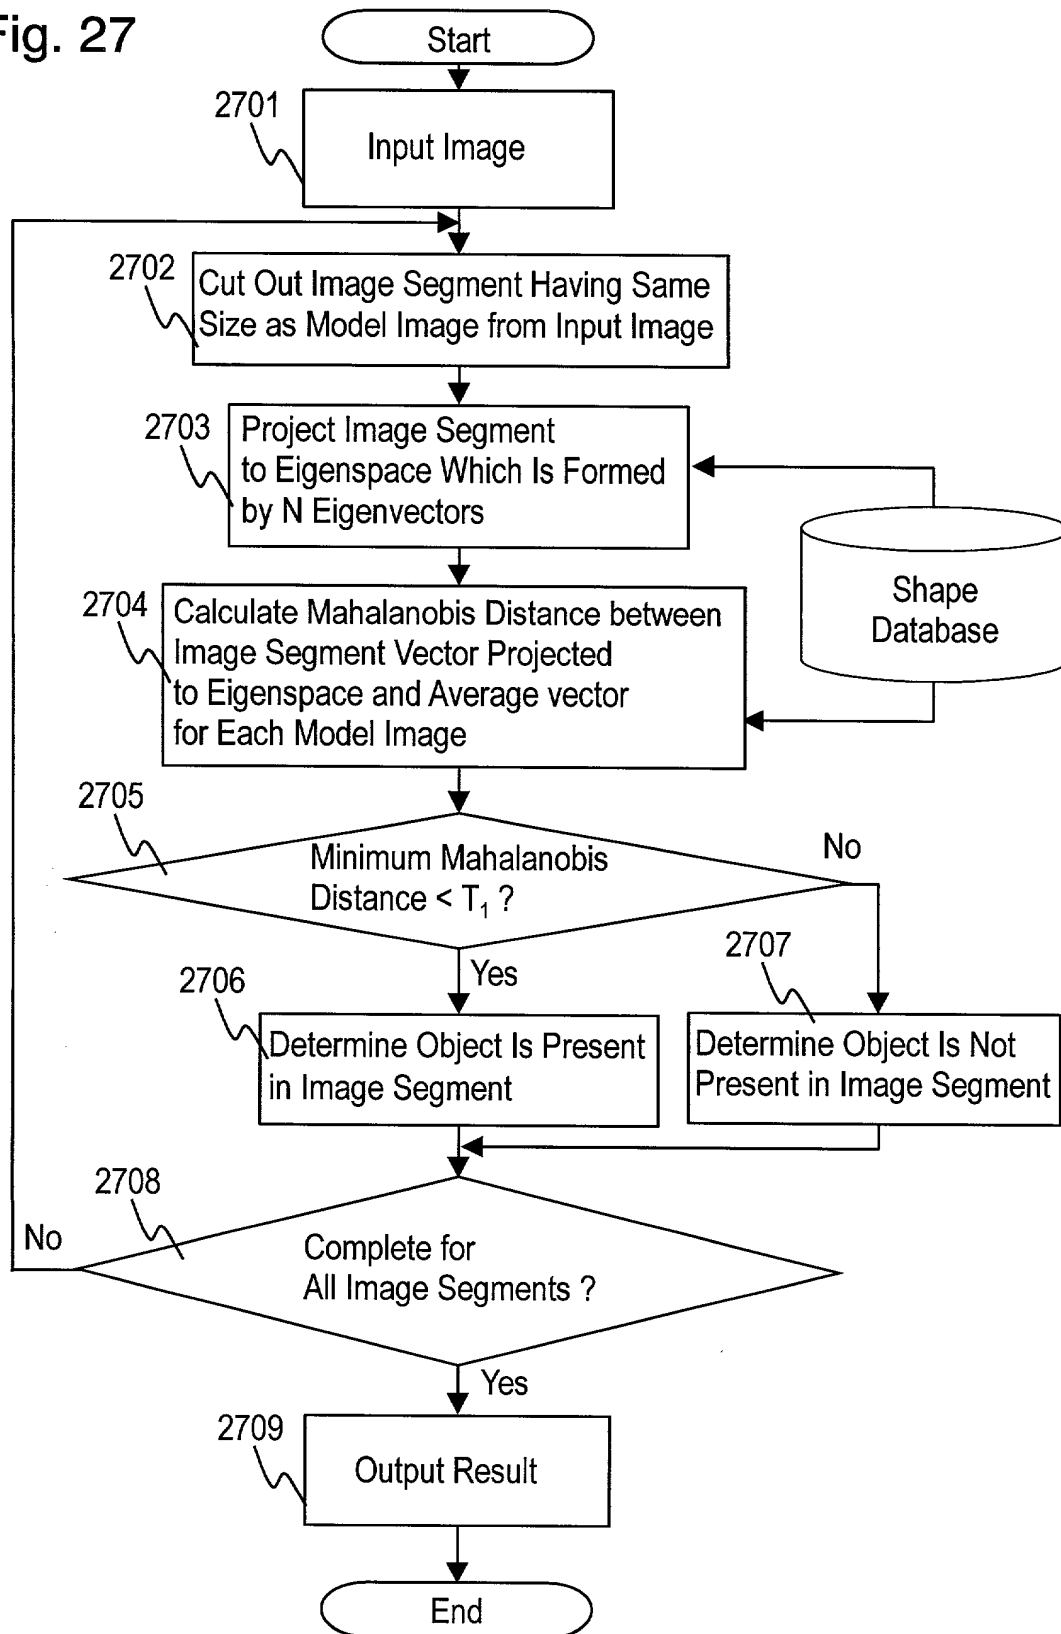 Fig. 27
Start
2701
Input Image
2702
Cut Out Image Segment Having Same
Size as Model Image from Input Image
2703
Project Image Segment
to Eigenspace Which Is Formed
by N Eigenvectors
Shape
Database
2704
Calculate Mahalanobis Distance between
Image Segment Vector Projected
to Eigenspace and Average vector
for Each Model Image
2705
Minimum Mahalanobis
Distance < T₁ ?
No
Yes
2706
Determine Object Is Present
in Image Segment
2707
Determine Object Is Not
Present in Image Segment
2708
No
Complete for
All Image Segments ?
Yes
2709
Output Result
End